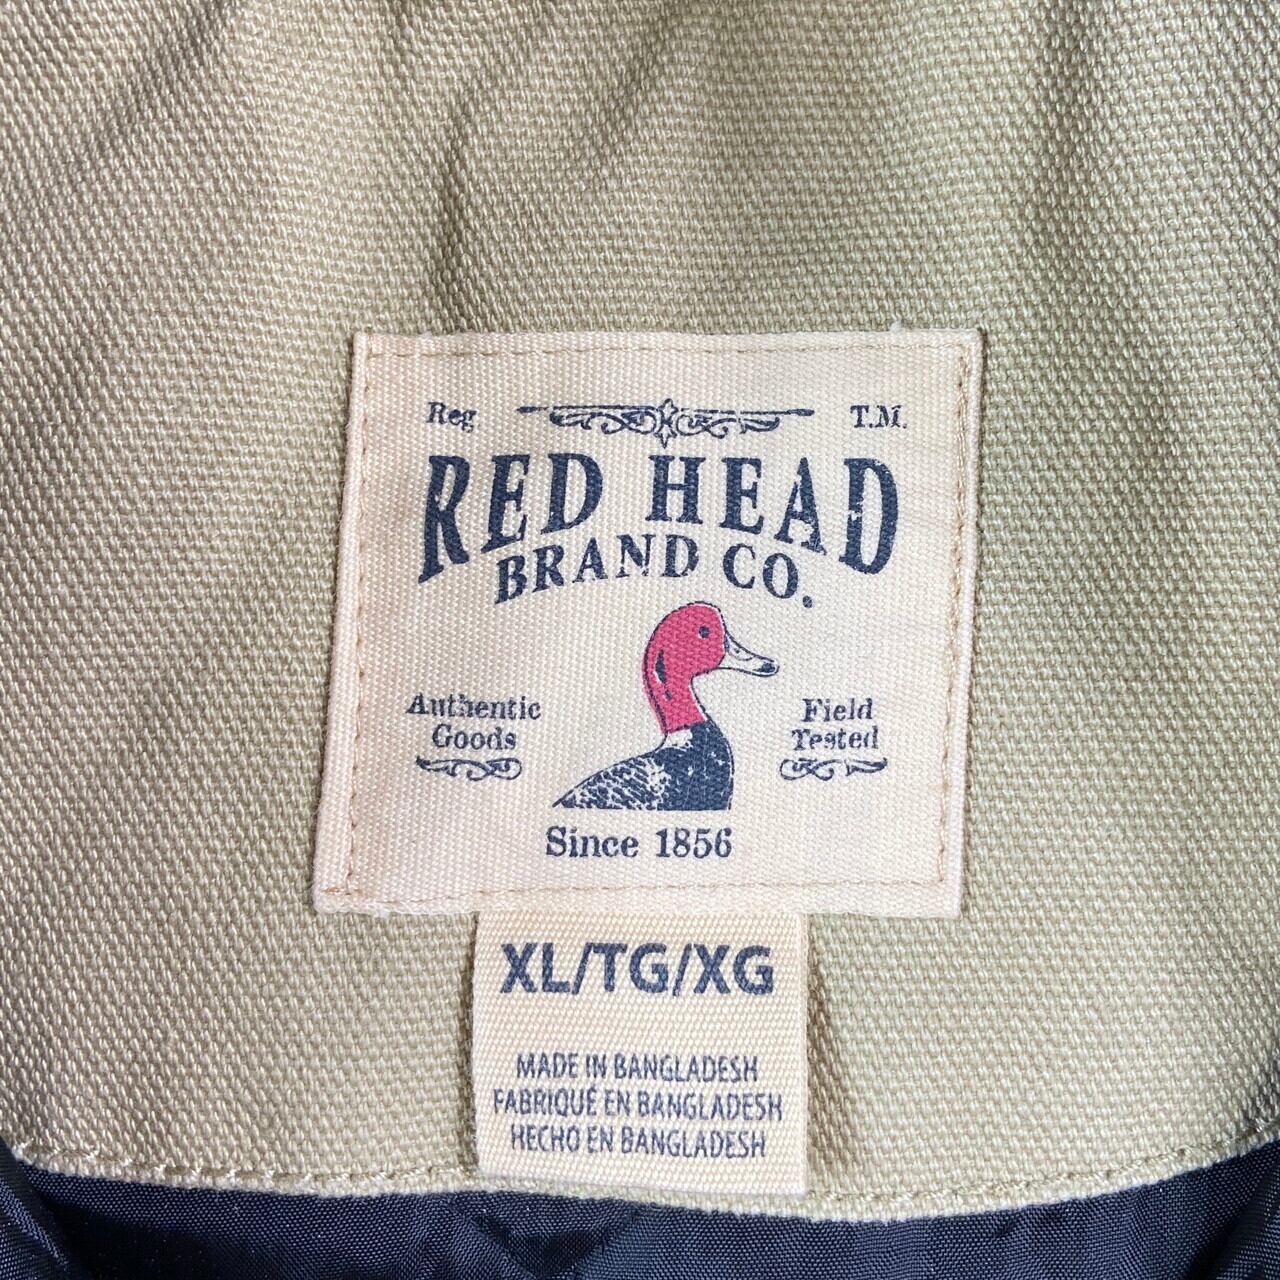 Reg T.M.
RED HEAD
BRAND CO.
Authentic
Goods
Field
Tested
Since 1856
XL/TG/XG
MADE IN BANGLADESH
FABRIQUÉ EN BANGLADESH
HECHO EN BANGLADESH